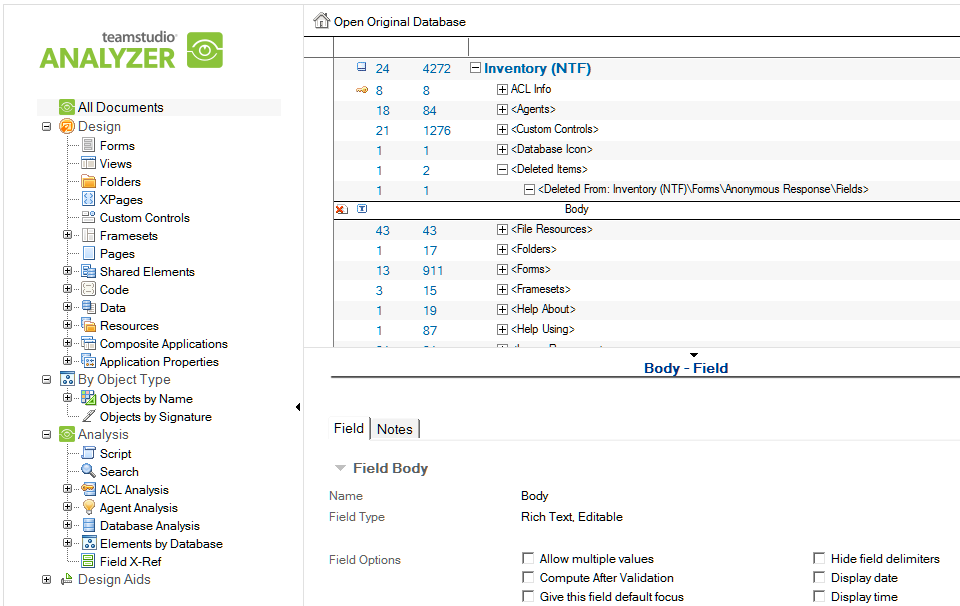 teamstudio
ANALYZER
All Documents
Design
Forms
Views
Folders
XPages
Custom Controls
Framesets
Pages
Shared Elements
Code
Data
Resources
Composite Applications
Application Properties
By Object Type
Objects by Name
Objects by Signature
Analysis
Script
Search
ACL Analysis
Agent Analysis
Database Analysis
Elements by Database
Field X-Ref
Design Aids
Open Original Database
24 4272 Inventory (NTF)
8 8 ACL Info
18 84 <Agents>
21 1276 <Custom Controls>
1 1 <Database Icon>
1 2 <Deleted Items>
1 1 <Deleted From: Inventory (NTF)\Forms\Anonymous Response\Fields>
Body
43 43 <File Resources>
1 17 <Folders>
13 911 <Forms>
3 15 <Framesets>
1 19 <Help About>
1 87 <Help Using>
Body - Field
Field Notes
Field Body
Name Body
Field Type Rich Text, Editable
Field Options Allow multiple values Hide field delimiters
Compute After Validation Display date
Give this field default focus Display time